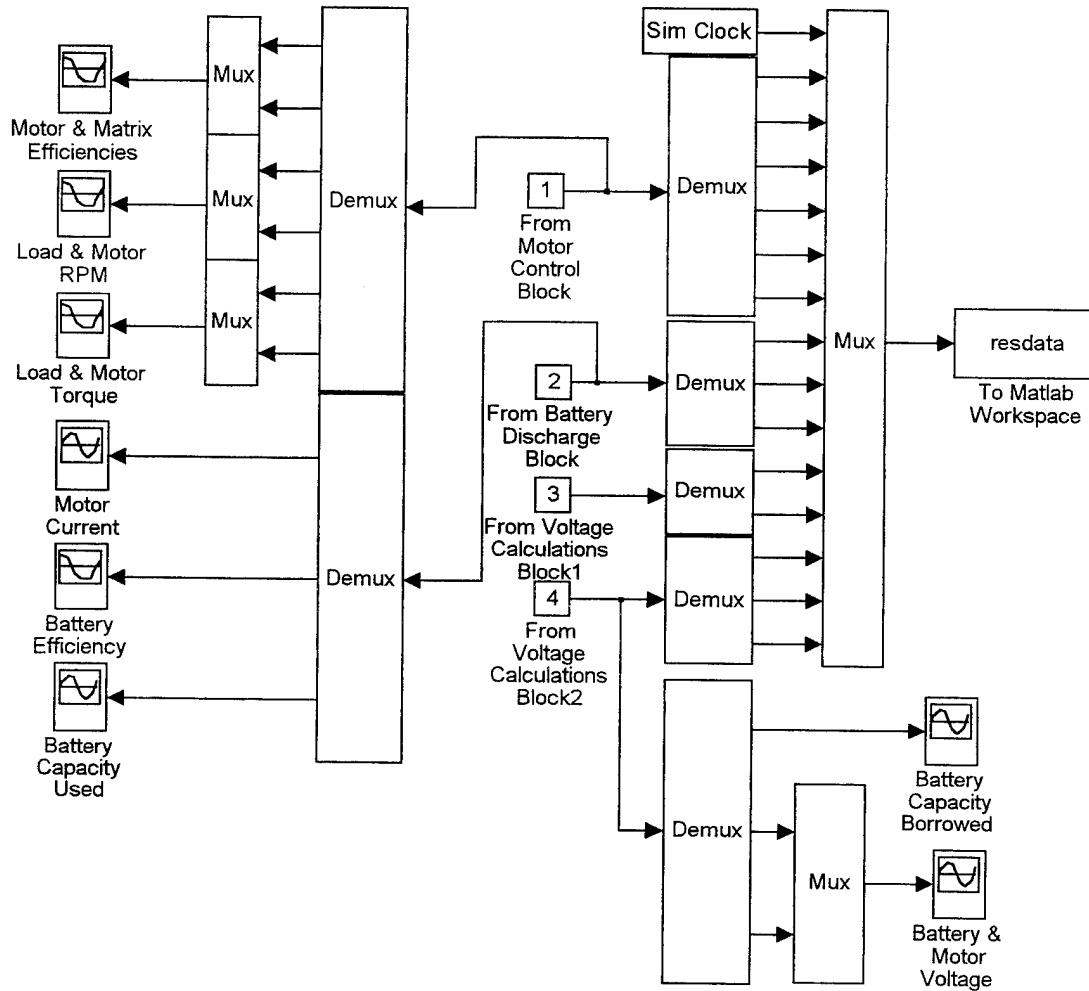 Mux
Motor & Matrix
Efficiencies
Mux
Load & Motor
RPM
Mux
Load & Motor
Torque
Demux
Motor
Current
Battery
Efficiency
Battery
Capacity
Used
Demux
1
From
Motor
Control
Block
2
From Battery
Discharge
Block
3
From Voltage
Calculations
Block1
4
From
Voltage
Calculations
Block2
Sim Clock
Demux
Demux
Demux
Demux
Mux
resdata
To Matlab
Workspace
Demux
Mux
Battery
Capacity
Borrowed
Battery &
Motor
Voltage